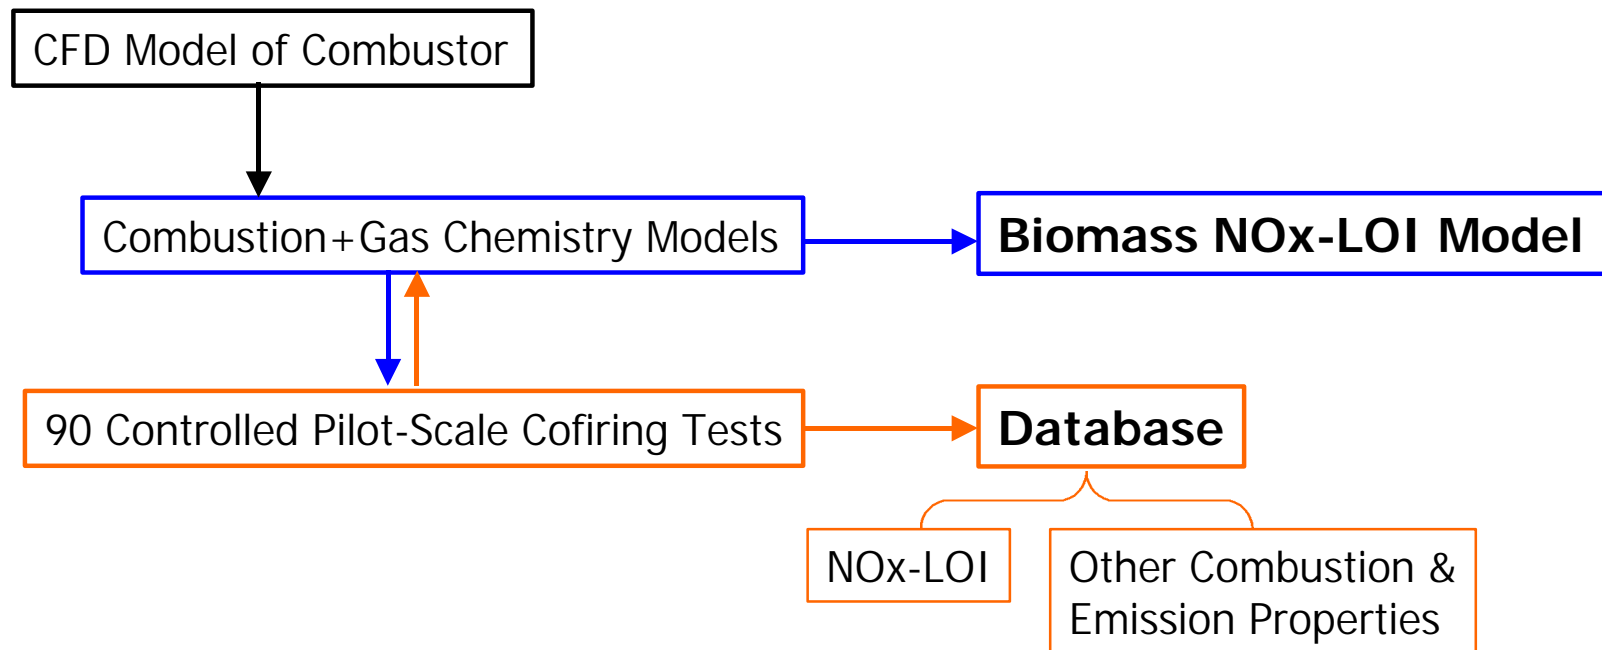 CFD Model of Combustor
Combustion+Gas Chemistry Models
Biomass NOx-LOI Model
90 Controlled Pilot-Scale Cofiring Tests
Database
NOx-LOI
Other Combustion &
Emission Properties